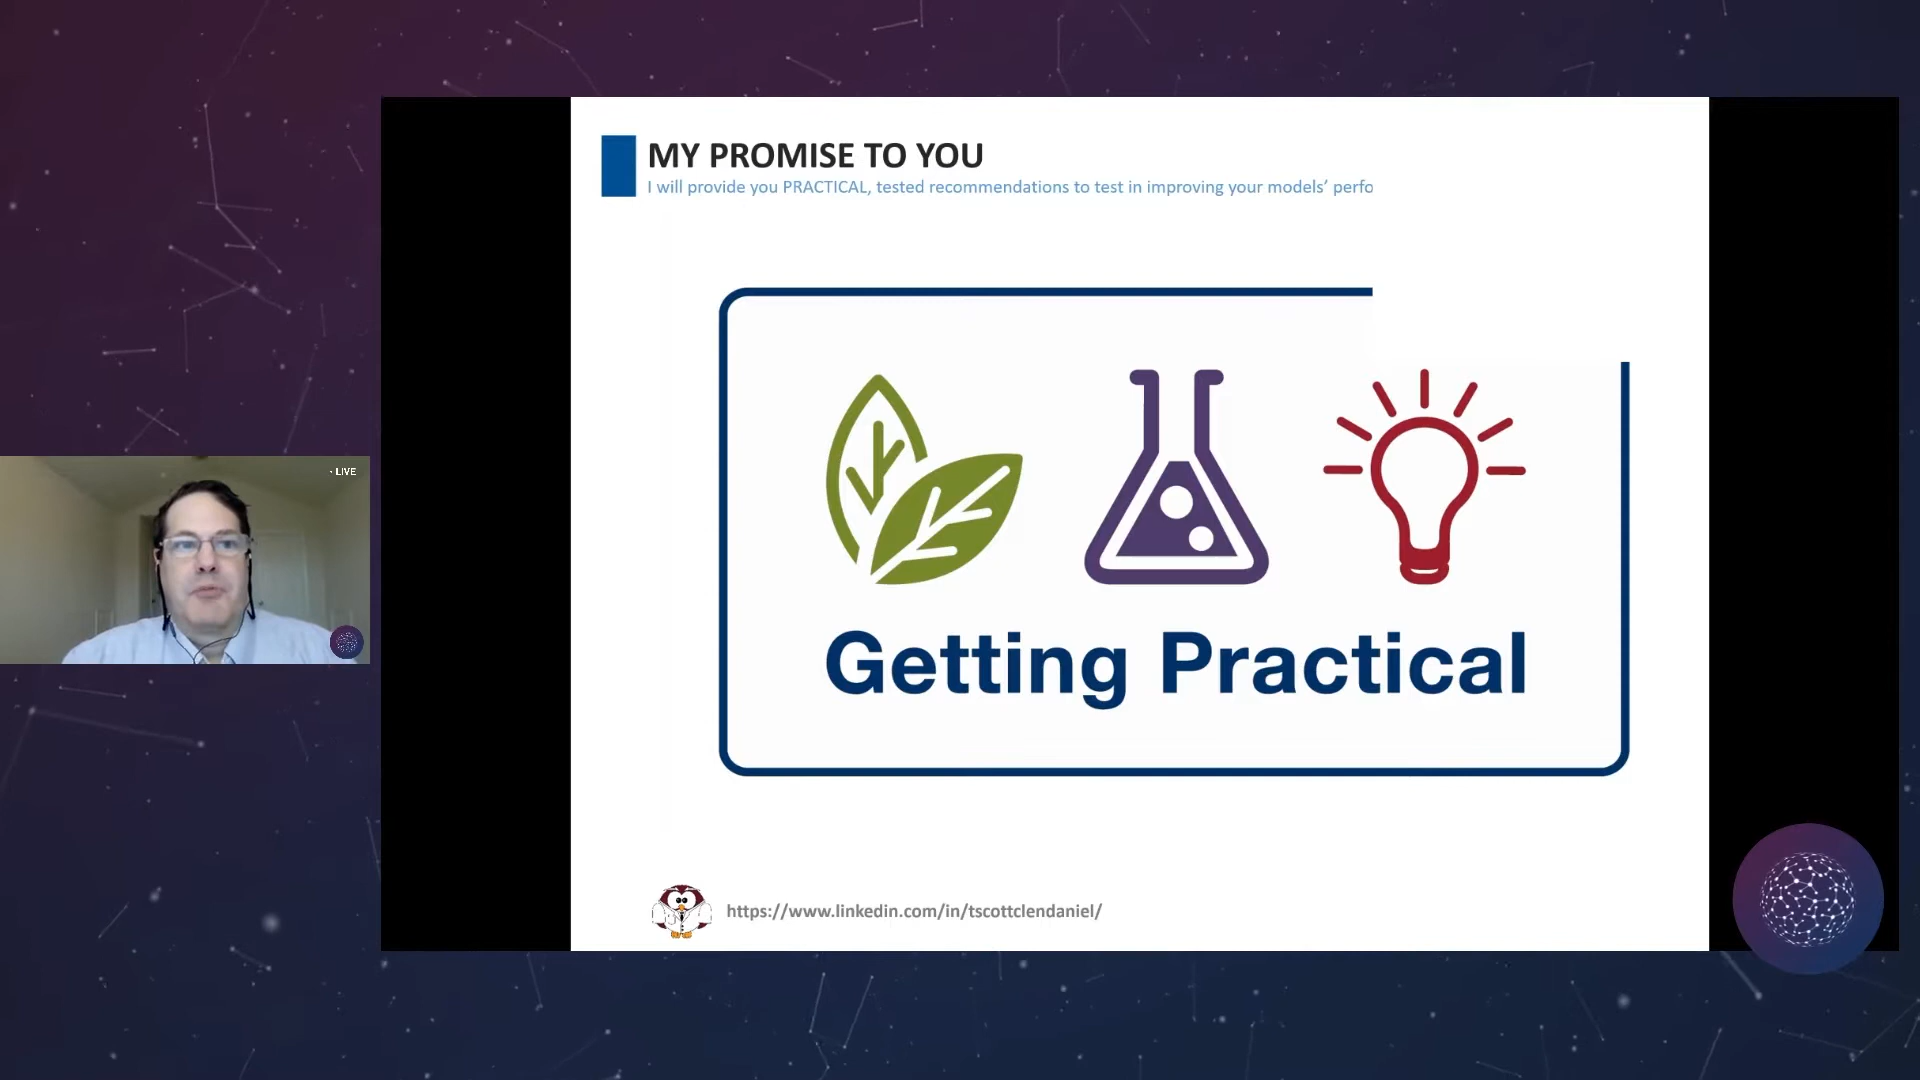 MY PROMISE TO YOU
I will provide you PRACTICAL, tested recommendations to test in improving your models' perfo
LIVE
Getting Practical
https://www.linkedin.com/in/tscottclendaniel/